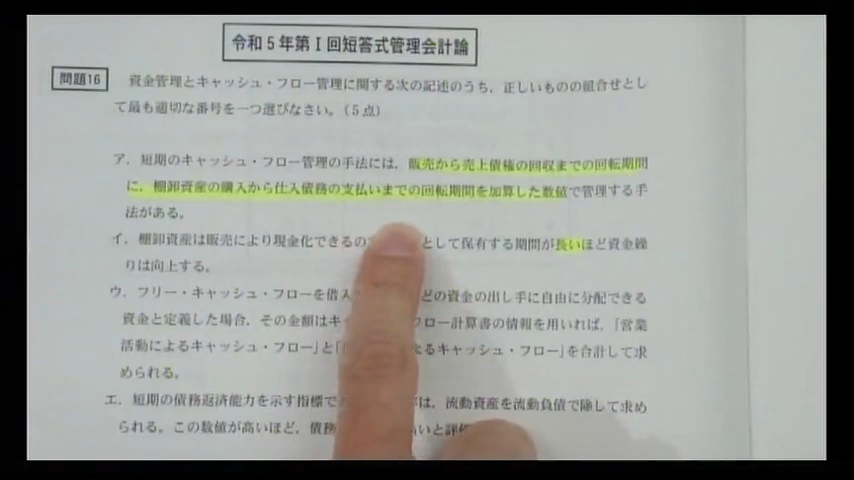 令和5年第Ⅰ回短答式管理会計論
問題16 資金管理とキャッシュ・フロー管理に関する次の記述のうち，正しいものの組合せとし
て最も適切な番号を一つ選びなさい。（5点）
ア．短期のキャッシュ・フロー管理の手法には，販売から売上債権の回収までの回転期間
に，棚卸資産の購入から仕入債務の支払いまでの回転期間を加算した数値で管理する手
法がある。
イ．棚卸資産は販売により現金化できるので として保有する期間が長いほど資金繰
りは向上する。
ウ．フリー・キャッシュ・フローを借入 どの資金の出し手に自由に分配できる
資金と定義した場合，その金額はキャ フロー計算書の情報を用いれば，「営業
活動によるキャッシュ・フロー」と「 よるキャッシュ・フロー」を合計して求
められる。
エ．短期の債務返済能力を示す指標で は，流動資産を流動負債で除して求め
られる。この数値が高いほど，債務 いと評価